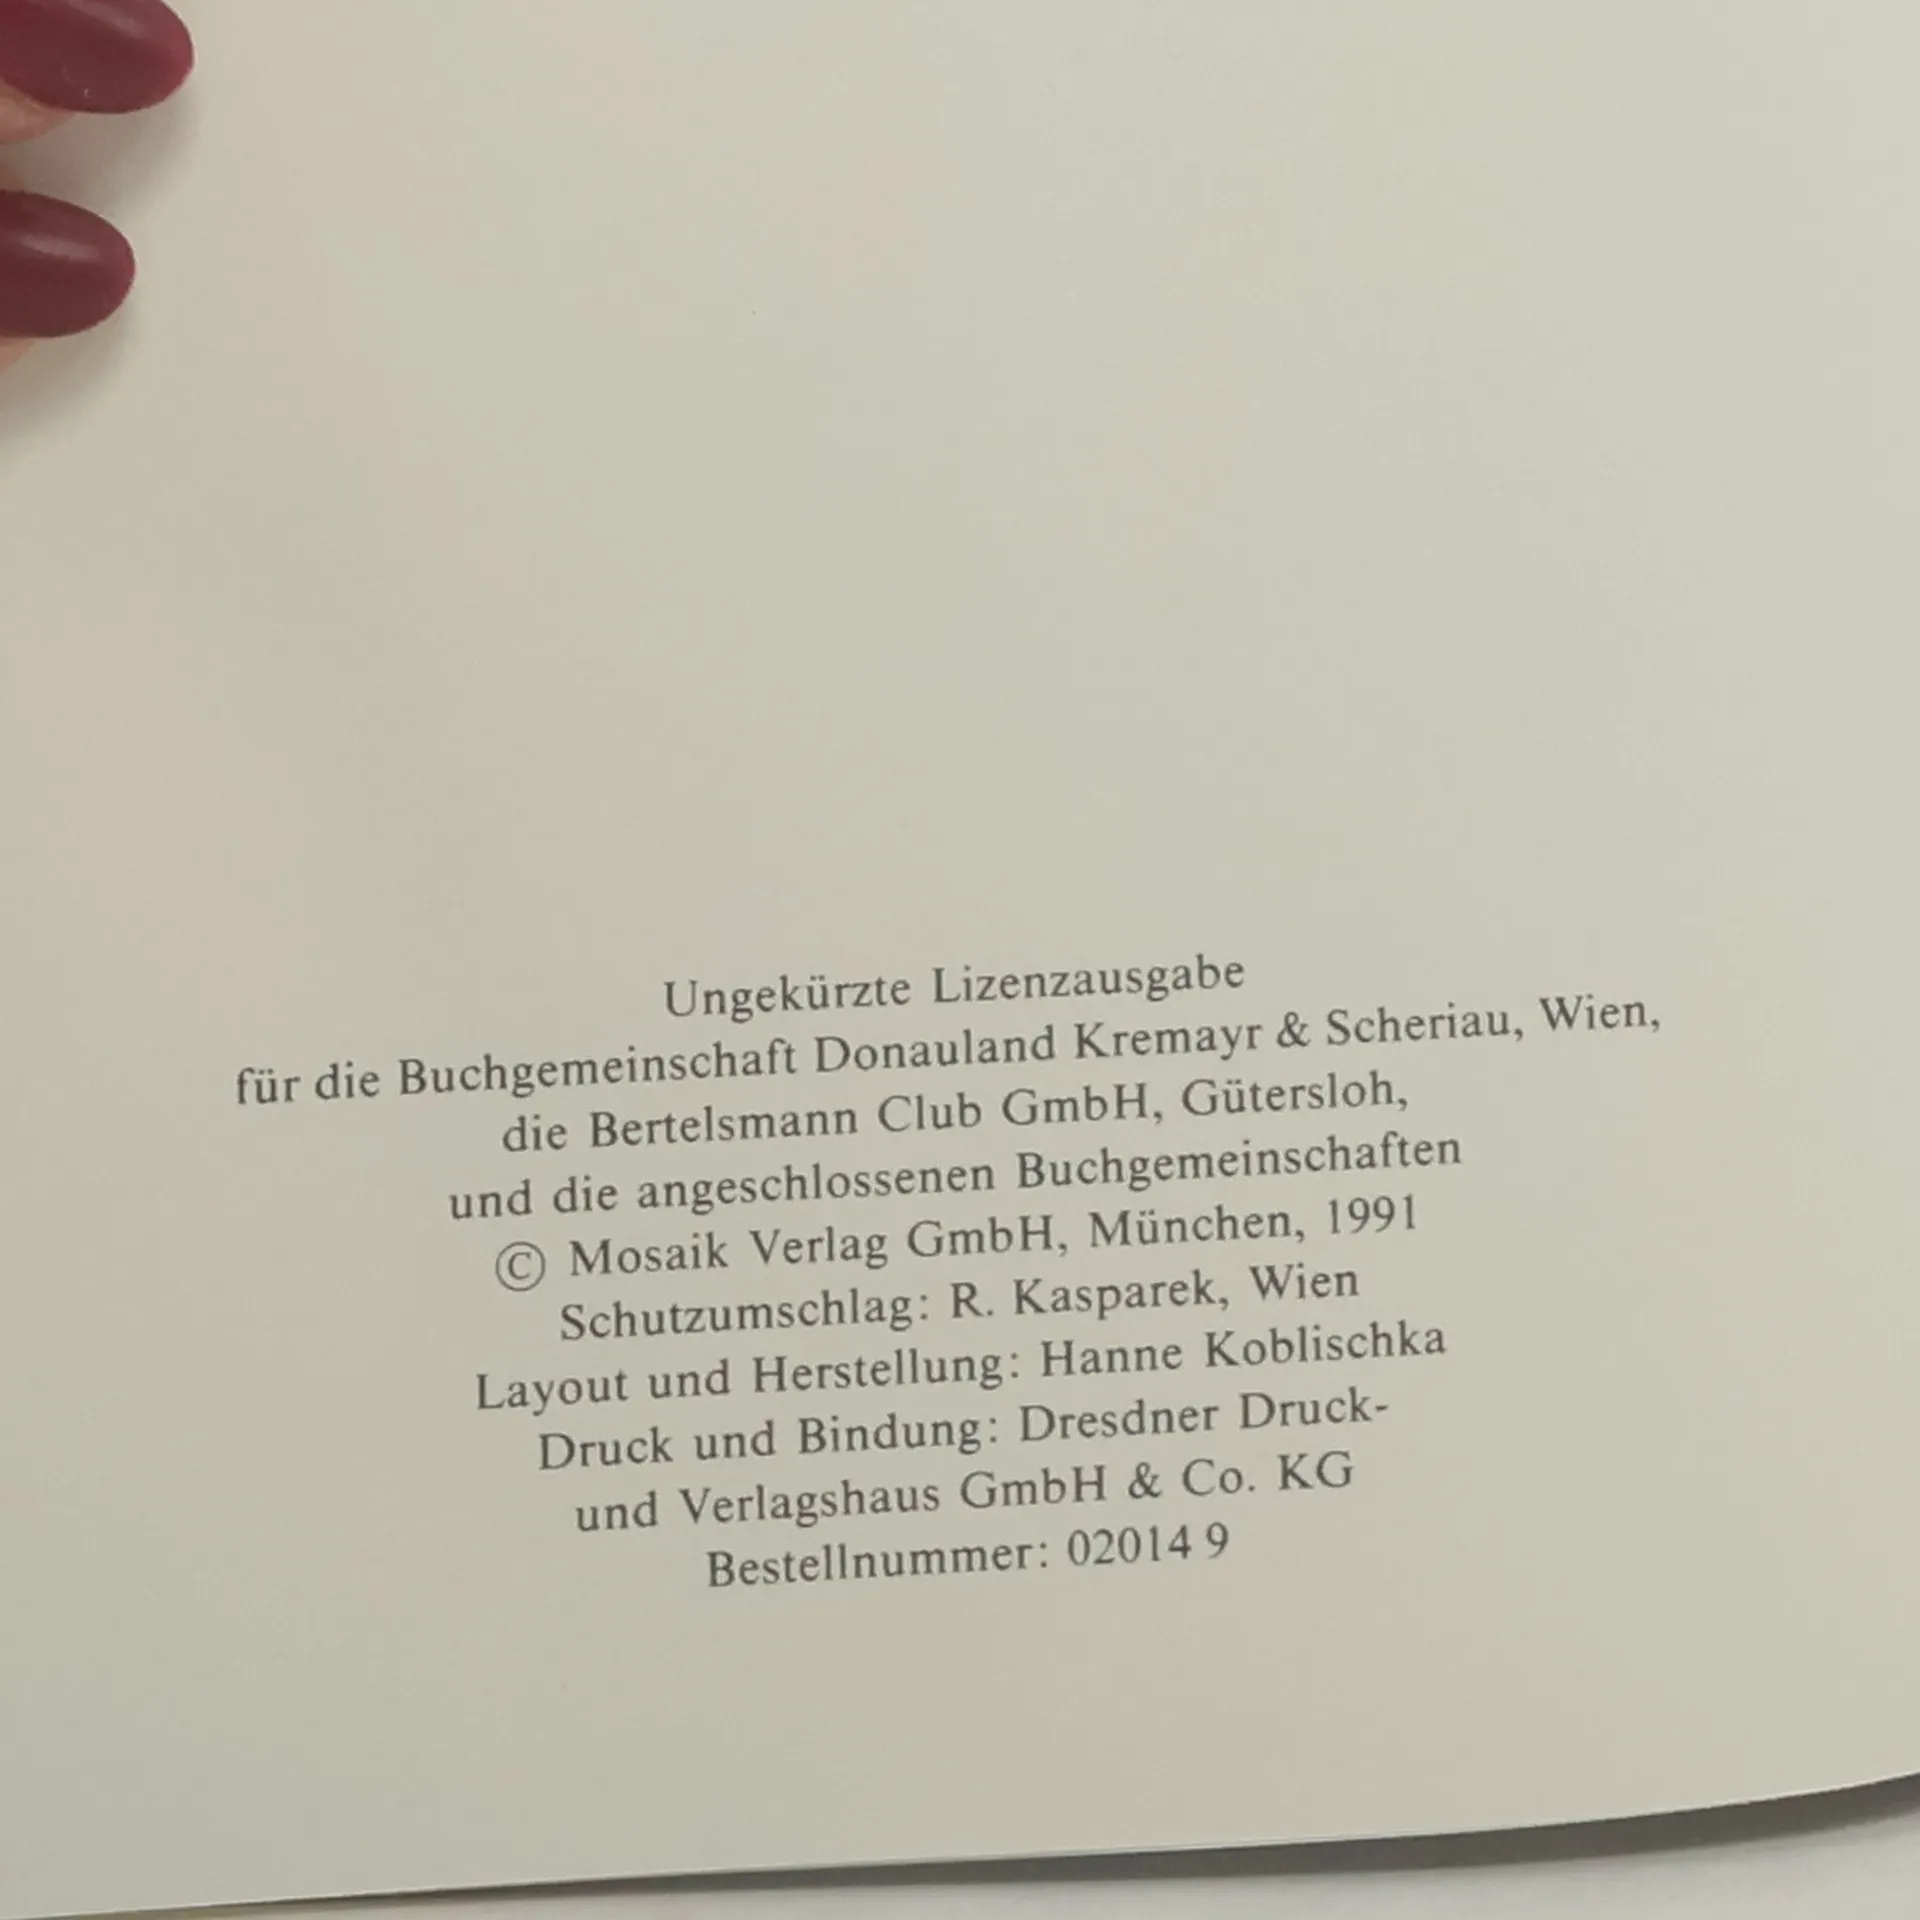 Ungekürzte Lizenzausgabe
für die Buchgemeinschaft Donauland Kremayr & Scheriau, Wien,
die Bertelsmann Club GmbH, Gütersloh,
und die angeschlossenen Buchgemeinschaften
© Mosaik Verlag GmbH, München, 1991
Schutzumschlag: R. Kasparek, Wien
Layout und Herstellung: Hanne Koblischka
Druck und Bindung: Dresdner Druck-
und Verlagshaus GmbH & Co. KG
Bestellnummer: 02014 9